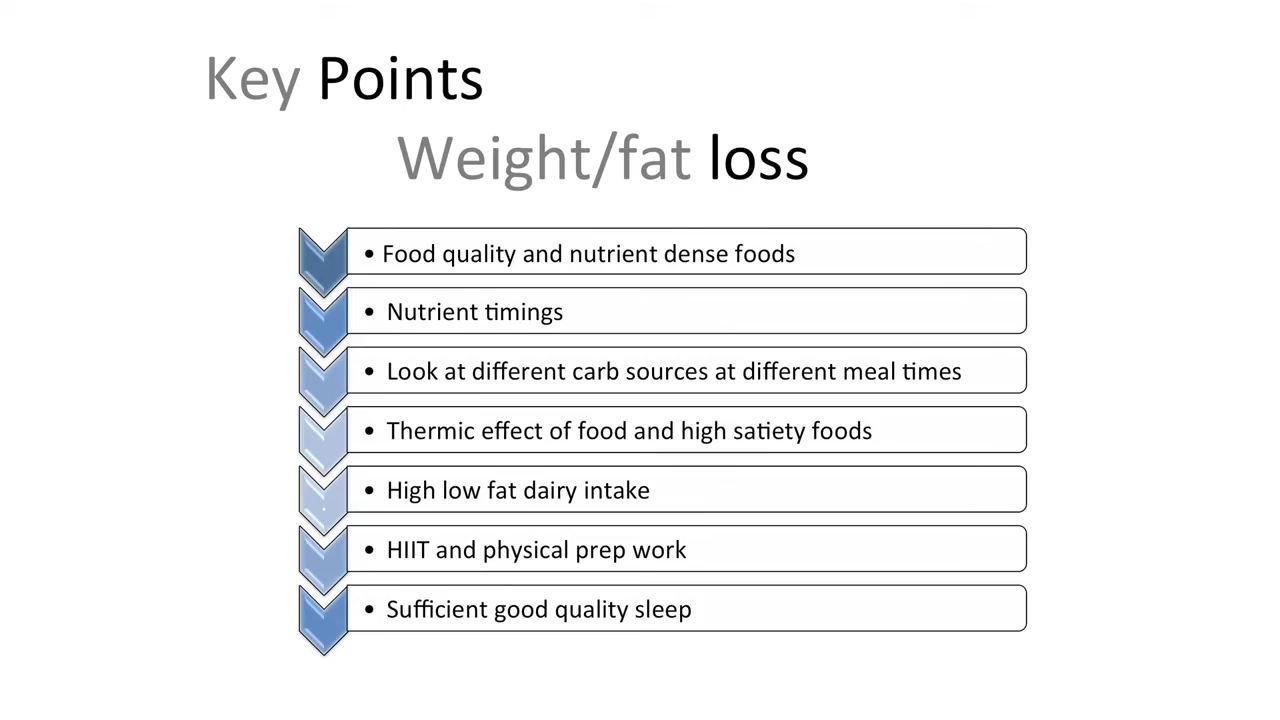 Key Points
Weight/fat loss
• Food quality and nutrient dense foods
• Nutrient timings
• Look at different carb sources at different meal times
• Thermic effect of food and high satiety foods
• High low fat dairy intake
• HIIT and physical prep work
• Sufficient good quality sleep